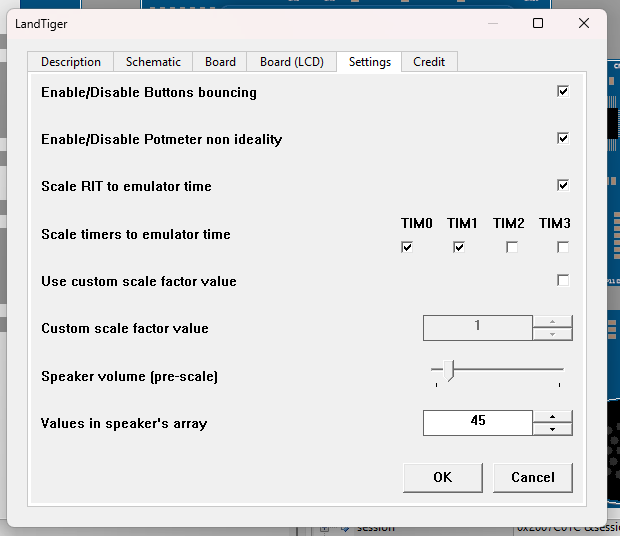 LandTiger
Description Schematic Board Board (LCD) Settings Credit
Enable/Disable Buttons bouncing
Enable/Disable Potmeter non ideality
Scale RIT to emulator time
TIM0 TIM1 TIM2 TIM3
Scale timers to emulator time
Use custom scale factor value
Custom scale factor value 1
Speaker volume (pre-scale)
Values in speaker's array 45
OK Cancel
session